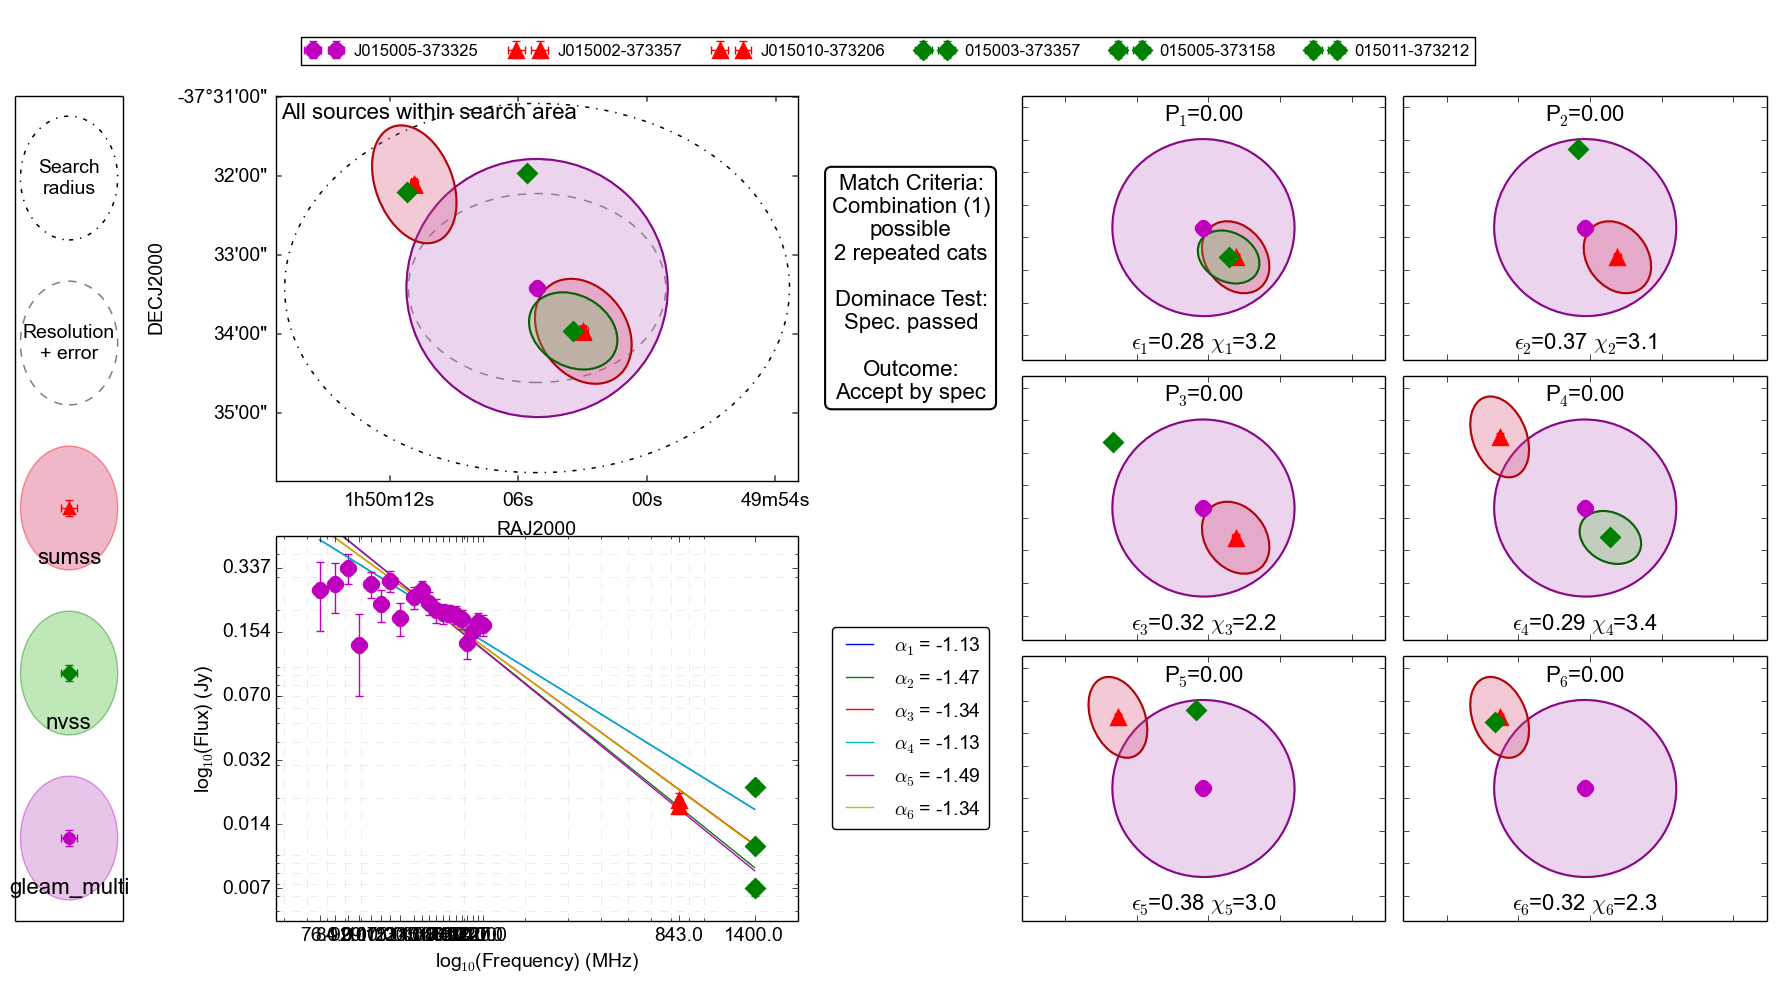 J015005-373325
J015002-373357
J015010-373206
015003-373357
015005-373158
015011-373212
Search
radius
Resolution
+ error
sumss
nvss
gleam_multi
All sources within search area
-37°31'00"
32'00"
33'00"
34'00"
35'00"
DECJ2000
1h50m12s
06s
00s
49m54s
RAJ2000
Match Criteria:
Combination (1)
possible
2 repeated cats
Dominace Test:
Spec. passed
Outcome:
Accept by spec
0.337
0.154
0.070
0.032
0.014
0.007
log₁₀(Flux) (Jy)
843.0
1400.0
log₁₀(Frequency) (MHz)
α₁ = -1.13
α₂ = -1.47
α₃ = -1.34
α₄ = -1.13
α₅ = -1.49
α₆ = -1.34
P₁=0.00
ϵ₁=0.28 χ₁=3.2
P₂=0.00
ϵ₂=0.37 χ₂=3.1
P₃=0.00
ϵ₃=0.32 χ₃=2.2
P₄=0.00
ϵ₄=0.29 χ₄=3.4
P₅=0.00
ϵ₅=0.38 χ₅=3.0
P₆=0.00
ϵ₆=0.32 χ₆=2.3